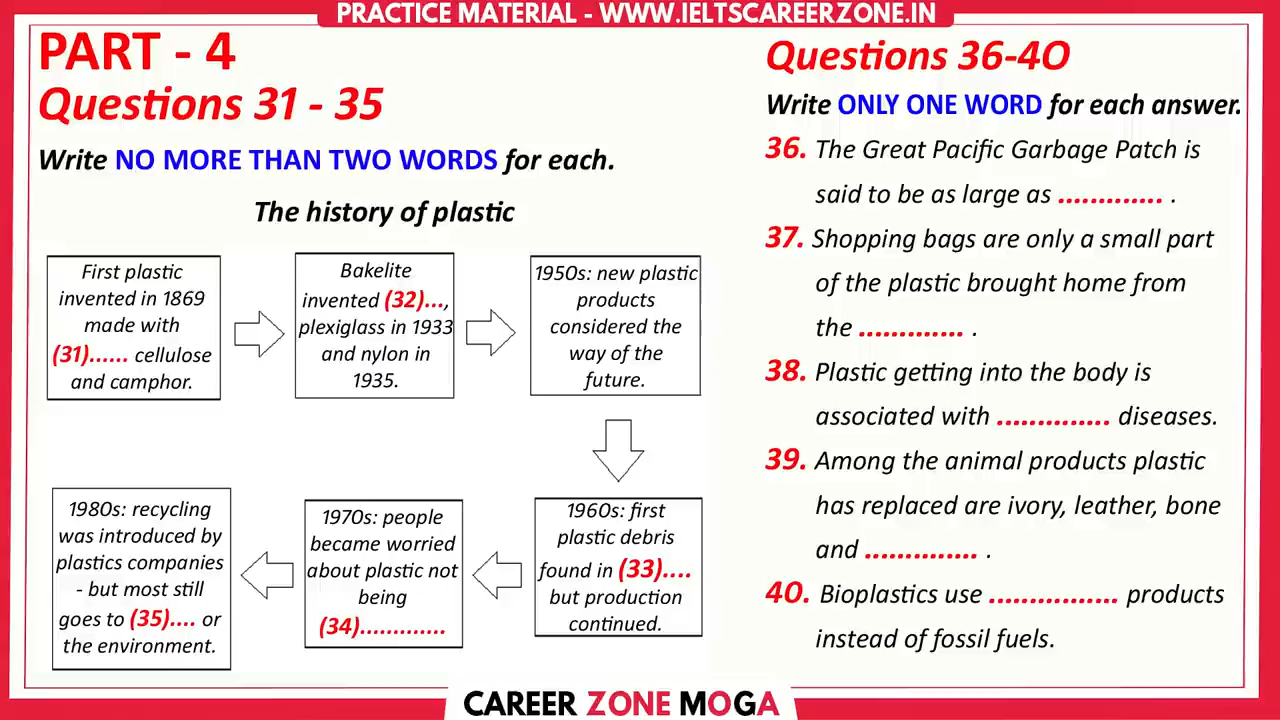 PRACTICE MATERIAL - WWW.IELTSCAREERZONE.IN
PART - 4
Questions 31 - 35
Write NO MORE THAN TWO WORDS for each.
The history of plastic
First plastic
invented in 1869
made with
(31)...... cellulose
and camphor.
Bakelite
invented (32)...,
plexiglass in 1933
and nylon in
1935.
1950s: new plastic
products
considered the
way of the
future.
1960s: first
plastic debris
found in (33)....
but production
continued.
1970s: people
became worried
about plastic not
being
(34).............
1980s: recycling
was introduced by
plastics companies
- but most still
goes to (35).... or
the environment.
Questions 36-4O
Write ONLY ONE WORD for each answer.
36. The Great Pacific Garbage Patch is
said to be as large as ............. .
37. Shopping bags are only a small part
of the plastic brought home from
the ............. .
38. Plastic getting into the body is
associated with .............. diseases.
39. Among the animal products plastic
has replaced are ivory, leather, bone
and .............. .
40. Bioplastics use ................ products
instead of fossil fuels.
CAREER ZONE MOGA